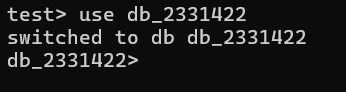 test> use db_2331422
switched to db db_2331422
db_2331422>